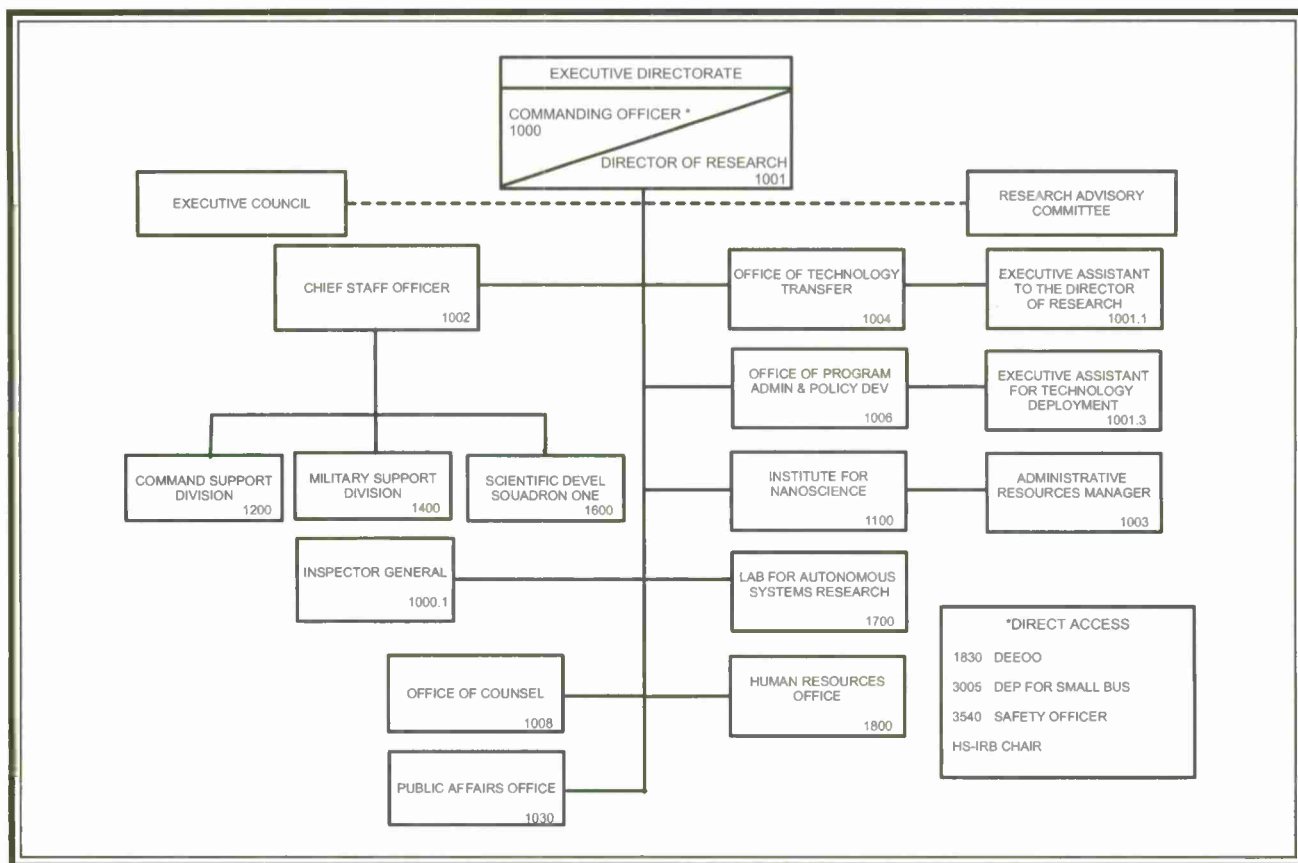 EXECUTIVE DIRECTORATE
COMMANDING OFFICER *
1000
DIRECTOR OF RESEARCH
1001
EXECUTIVE COUNCIL
RESEARCH ADVISORY
COMMITTEE
CHIEF STAFF OFFICER
1002
OFFICE OF TECHNOLOGY
TRANSFER
1004
EXECUTIVE ASSISTANT
TO THE DIRECTOR
OF RESEARCH
1001.1
OFFICE OF PROGRAM
ADMIN & POLICY DEV
1006
EXECUTIVE ASSISTANT
FOR TECHNOLOGY
DEPLOYMENT
1001.3
COMMAND SUPPORT
DIVISION
1200
MILITARY SUPPORT
DIVISION
1400
SCIENTIFIC DEVEL
SQUADRON ONE
1600
INSTITUTE FOR
NANOSCIENCE
1100
ADMINISTRATIVE
RESOURCES MANAGER
1003
INSPECTOR GENERAL
1000.1
LAB FOR AUTONOMOUS
SYSTEMS RESEARCH
1700
OFFICE OF COUNSEL
1008
HUMAN RESOURCES
OFFICE
1800
PUBLIC AFFAIRS OFFICE
1030
*DIRECT ACCESS
1830 DEEOO
3005 DEP FOR SMALL BUS
3540 SAFETY OFFICER
HS-IRB CHAIR